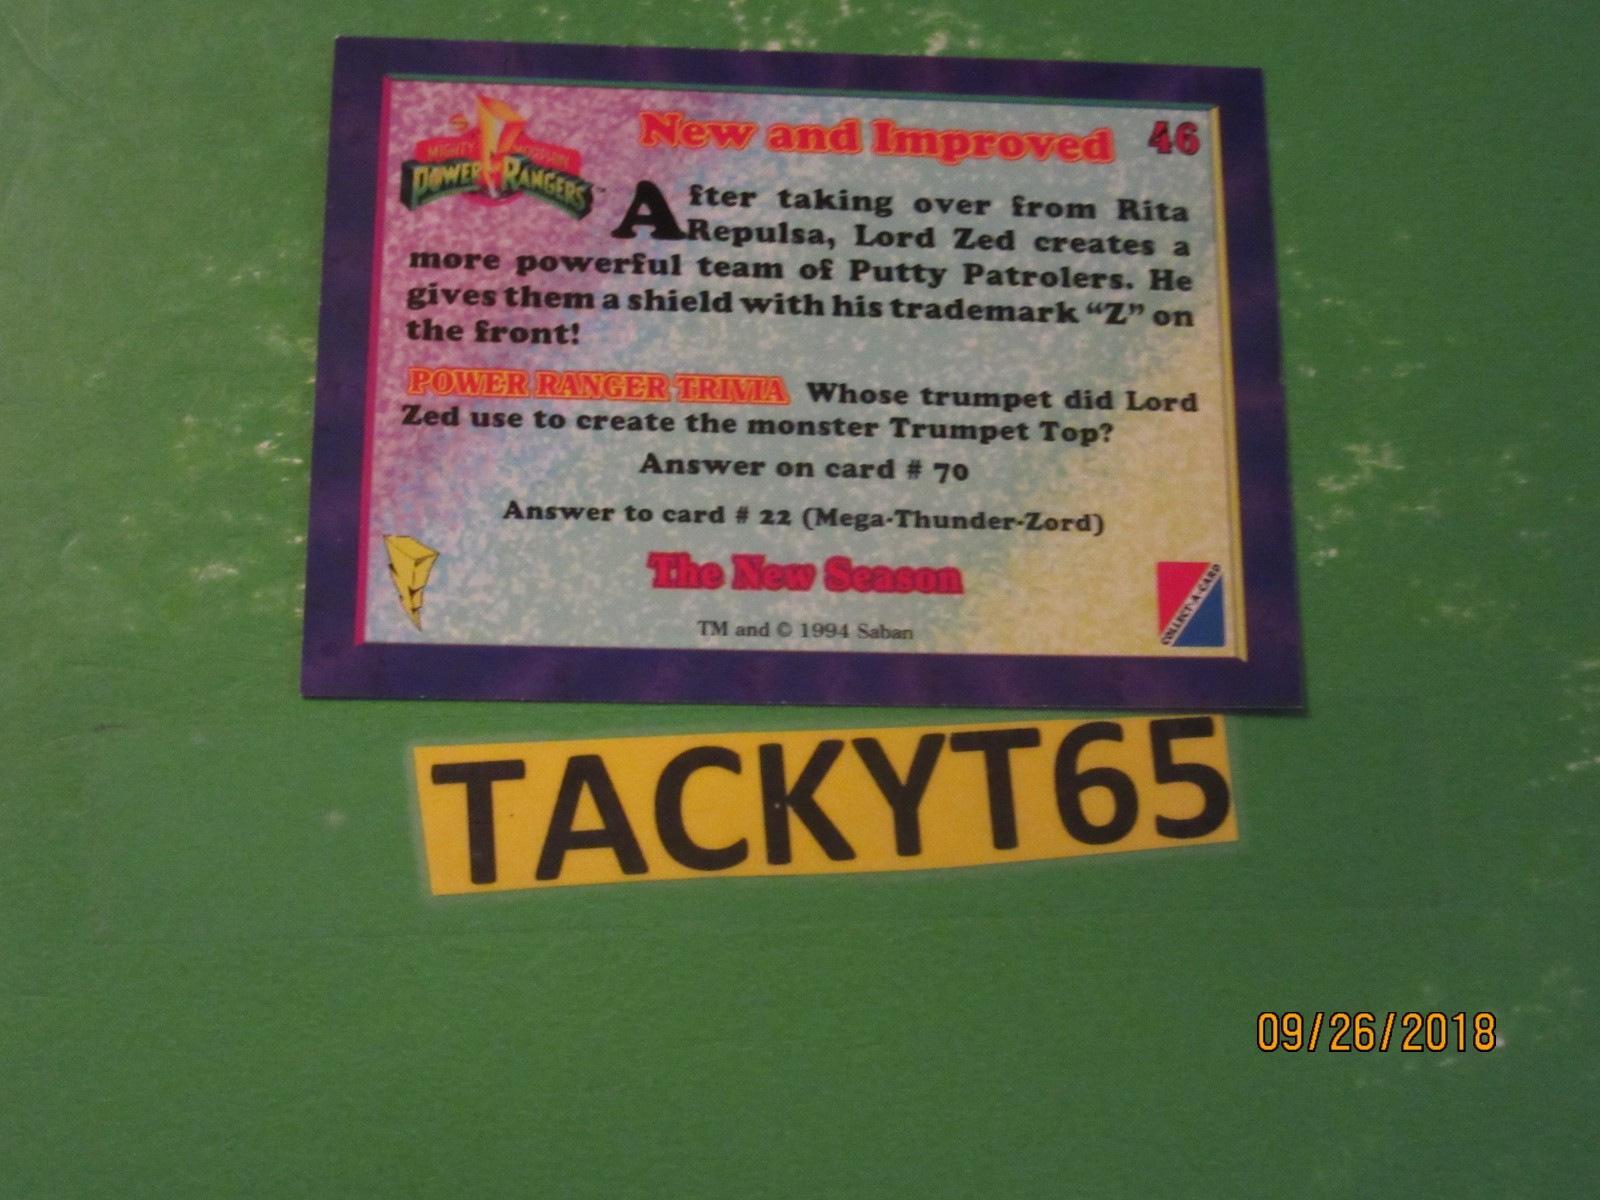 MIGHTY MORPHIN
POWER RANGERS™
New and Improved 46
After taking over from Rita
Repulsa, Lord Zed creates a
more powerful team of Putty Patrolers. He
gives them a shield with his trademark “Z” on
the front!
POWER RANGER TRIVIA Whose trumpet did Lord
Zed use to create the monster Trumpet Top?
Answer on card # 70
Answer to card # 22 (Mega-Thunder-Zord)
The New Season
TM and © 1994 Saban
COLLECT-A-CARD
TACKYT65
09/26/2018